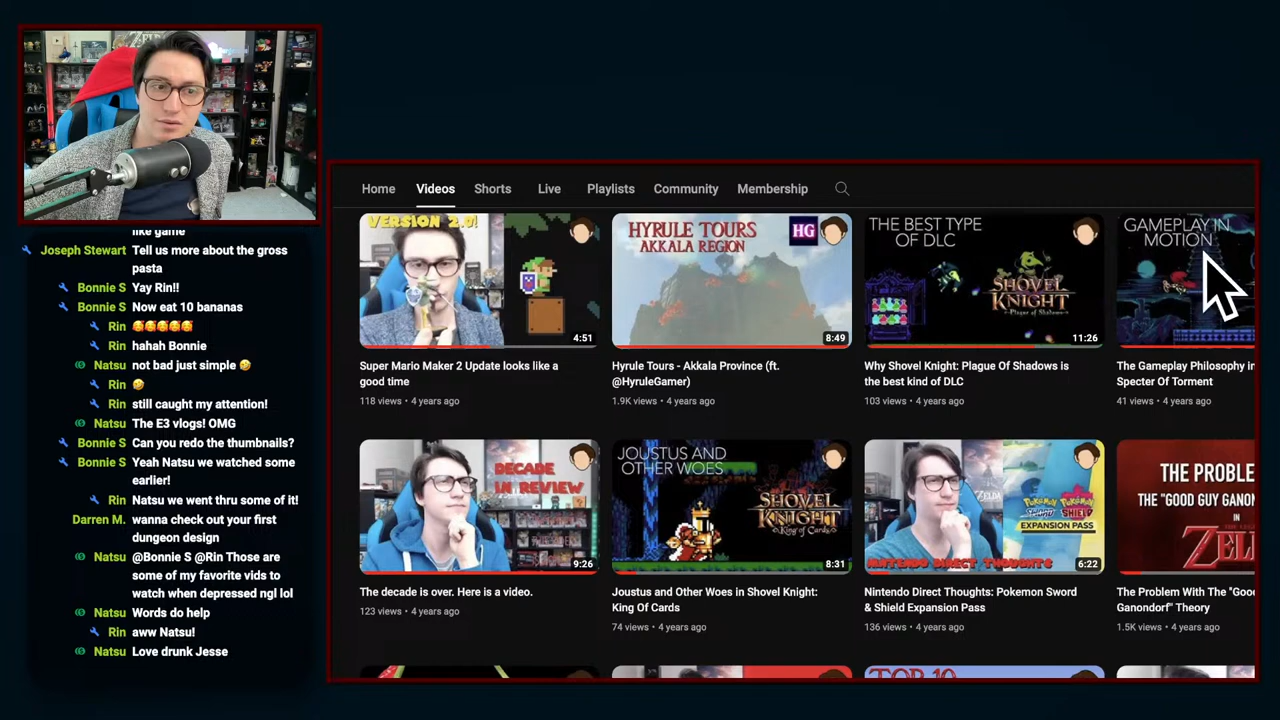 like game
Joseph Stewart Tell us more about the gross
pasta
Bonnie S Yay Rin!!
Bonnie S Now eat 10 bananas
Rin 🥰🥰🥰🥰🥰
Rin hahah Bonnie
Natsu not bad just simple 🤣
Rin 🤣
Rin still caught my attention!
Natsu The E3 vlogs! OMG
Bonnie S Can you redo the thumbnails?
Bonnie S Yeah Natsu we watched some
earlier!
Rin Natsu we went thru some of it!
Darren M. wanna check out your first
dungeon design
Natsu @Bonnie S @Rin Those are
some of my favorite vids to
watch when depressed ngl lol
Natsu Words do help
Rin aww Natsu!
Natsu Love drunk Jesse
Home Videos Shorts Live Playlists Community Membership
VERSION 2.0!
4:51
Super Mario Maker 2 Update looks like a
good time
118 views • 4 years ago
HYRULE TOURS
AKKALA REGION
HG
8:49
Hyrule Tours - Akkala Province (ft.
@HyruleGamer)
1.9K views • 4 years ago
THE BEST TYPE
OF DLC
SHOVEL
KNIGHT
Plague of Shadows
11:26
Why Shovel Knight: Plague Of Shadows is
the best kind of DLC
103 views • 4 years ago
GAMEPLAY IN
MOTION
The Gameplay Philosophy in
Specter Of Torment
41 views • 4 years ago
DECADE
IN REVIEW
9:26
The decade is over. Here is a video.
123 views • 4 years ago
JOUSTUS AND
OTHER WOES
SHOVEL
KNIGHT
King of Cards
8:31
Joustus and Other Woes in Shovel Knight:
King Of Cards
74 views • 4 years ago
EXPANSION PASS
NINTENDO DIRECT THOUGHTS
6:22
Nintendo Direct Thoughts: Pokemon Sword
& Shield Expansion Pass
136 views • 4 years ago
THE PROBLE
THE "GOOD GUY GANON
IN
ZEL
The Problem With The "Good
Ganondorf" Theory
1.5K views • 4 years ago
TOP 10